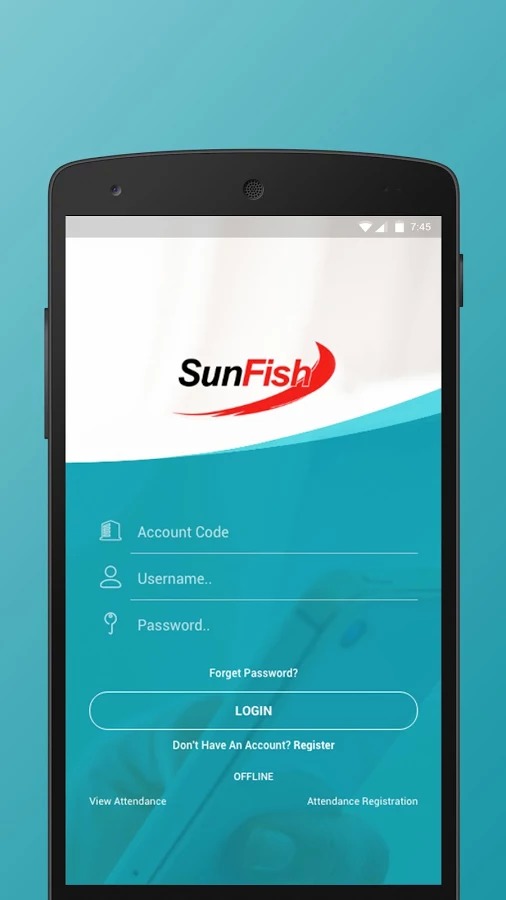 7:45
SunFish
Account Code
Username..
Password..
Forget Password?
LOGIN
Don't Have An Account? Register
OFFLINE
View Attendance
Attendance Registration